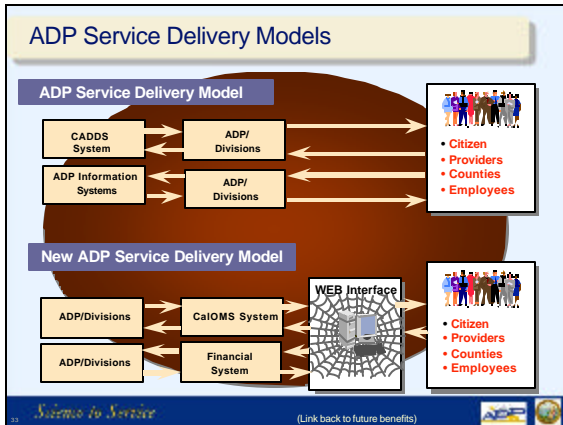 ADP Service Delivery Models
ADP Service Delivery Model
CADDS
System
ADP/
Divisions
ADP Information
Systems
ADP/
Divisions
• Citizen
• Providers
• Counties
• Employees
New ADP Service Delivery Model
ADP/Divisions
CalOMS System
WEB Interface
ADP/Divisions
Financial
System
• Citizen
• Providers
• Counties
• Employees
33
Science to Service
(Link back to future benefits)
ADP